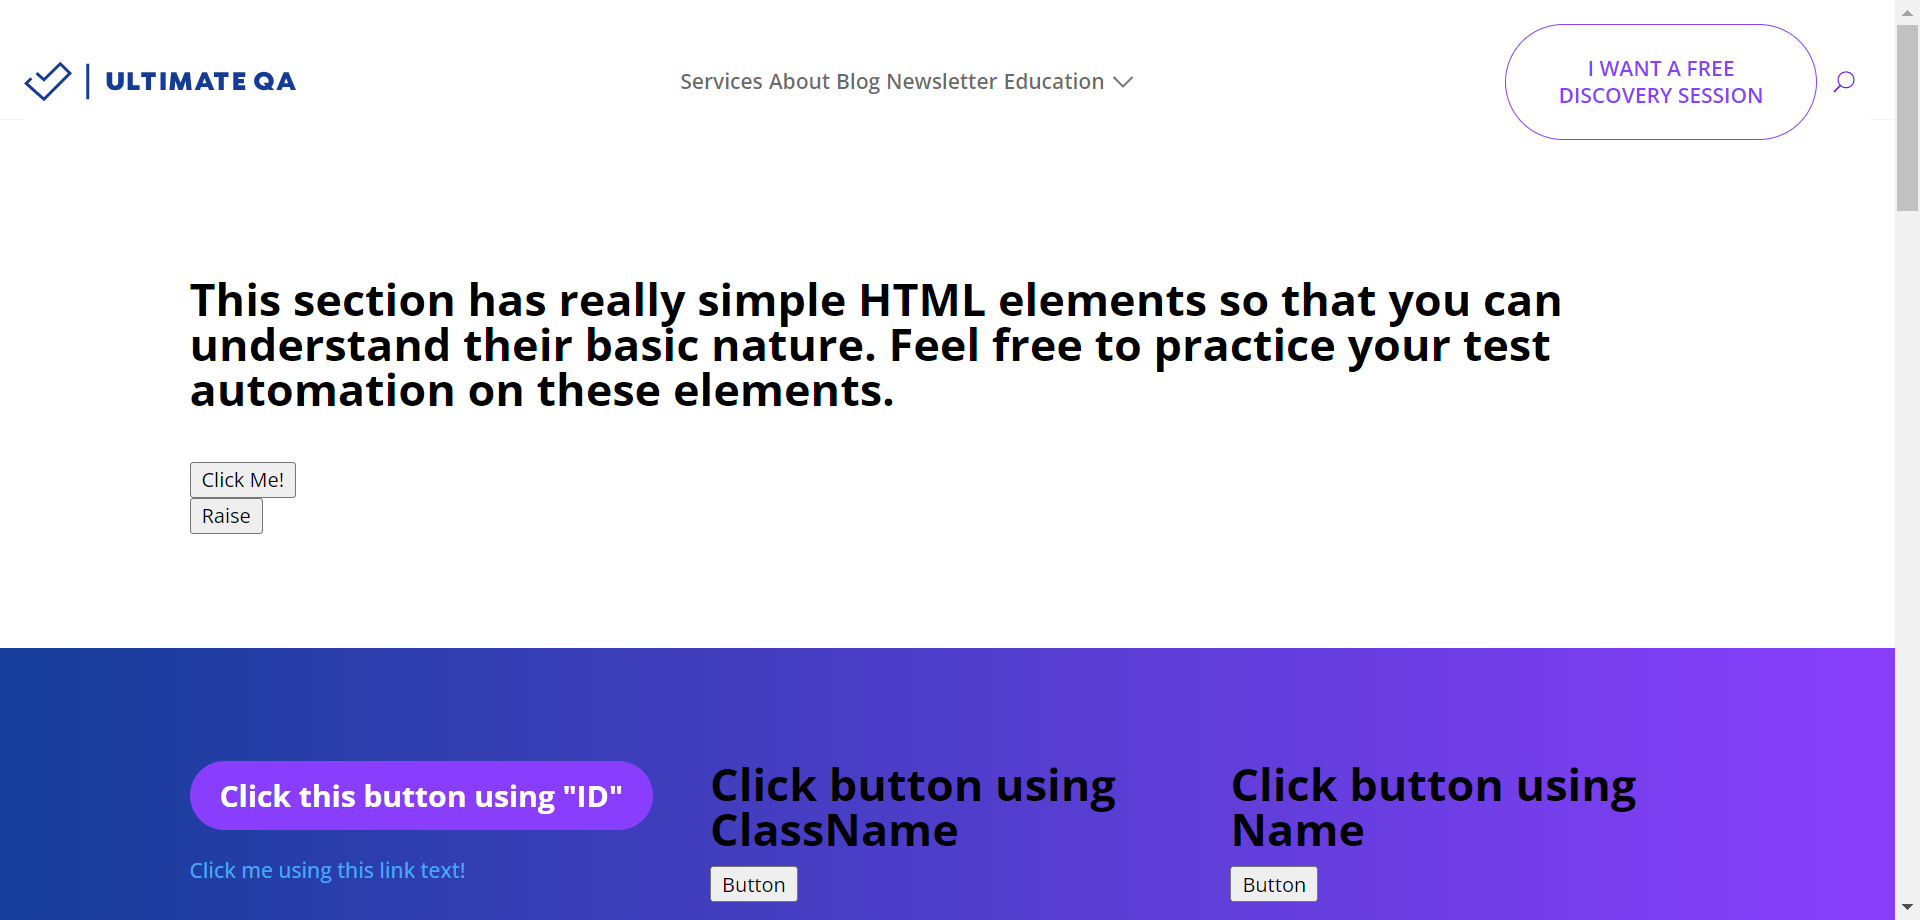 ULTIMATE QA
Services About Blog Newsletter Education
I WANT A FREE
DISCOVERY SESSION
This section has really simple HTML elements so that you can
understand their basic nature. Feel free to practice your test
automation on these elements.
Click Me!
Raise
Click this button using "ID"
Click me using this link text!
Click button using
ClassName
Button
Click button using
Name
Button